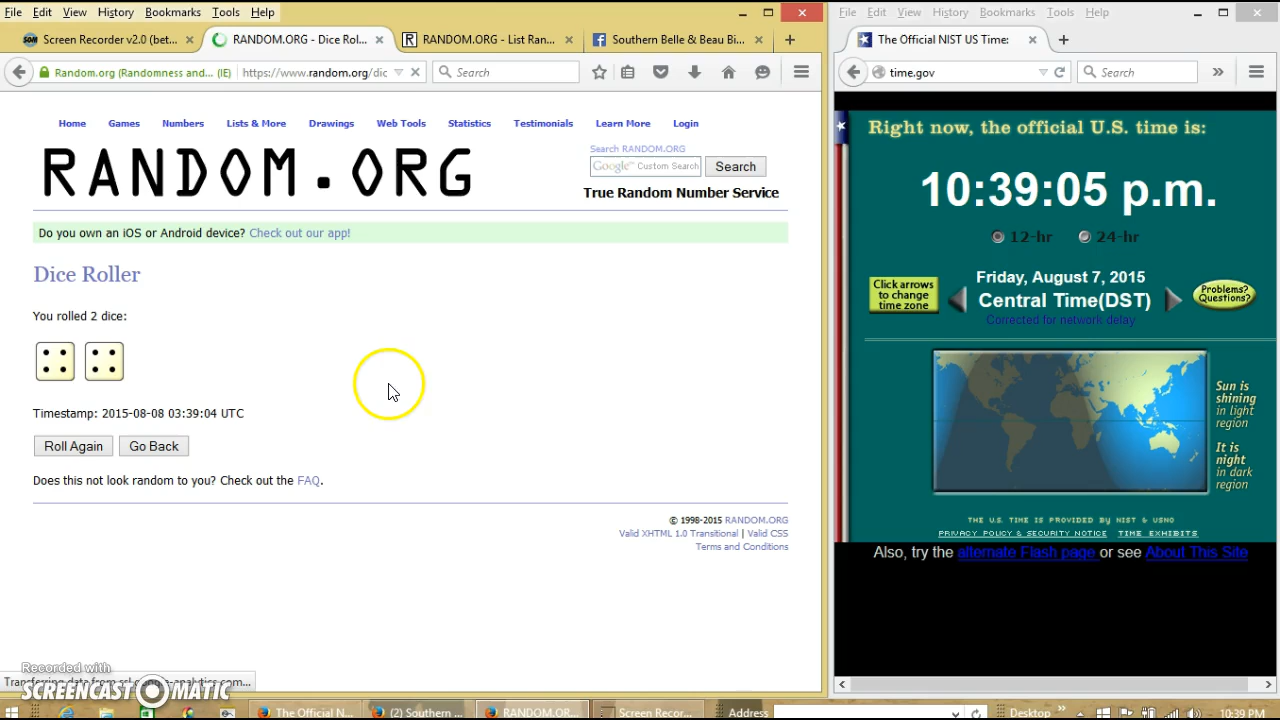 File Edit View History Bookmarks Tools Help
Screen Recorder v2.0 (bet...
RANDOM.ORG - Dice Rol...
RANDOM.ORG - List Ran...
Southern Belle & Beau Bi...
Random.org (Randomness and... (IE)
https://www.random.org/dic
Search
Home Games Numbers Lists & More Drawings Web Tools Statistics Testimonials Learn More Login
RANDOM.ORG
Search RANDOM.ORG
Google™ Custom Search
Search
True Random Number Service
Do you own an iOS or Android device? Check out our app!
Dice Roller
You rolled 2 dice:
Timestamp: 2015-08-08 03:39:04 UTC
Roll Again
Go Back
Does this not look random to you? Check out the FAQ.
© 1998-2015 RANDOM.ORG
Valid XHTML 1.0 Transitional | Valid CSS
Terms and Conditions
Recorded with
SCREENCAST-O-MATIC
File Edit View History Bookmarks Tools Help
The Official NIST US Time:
time.gov
Search
Right now, the official U.S. time is:
10:39:05 p.m.
12-hr 24-hr
Click arrows
to change
time zone
Friday, August 7, 2015
Central Time(DST)
Corrected for network delay
Problems?
Questions?
Sun is
shining
in light
region
It is
night
in dark
region
THE U.S. TIME IS PROVIDED BY NIST & USNO
PRIVACY POLICY & SECURITY NOTICE TIME EXHIBITS
Also, try the alternate Flash page or see About This Site
The Official N...
(2) Southern ...
RANDOM.OR...
Screen Recor...
Address
Desktop
10:39 PM